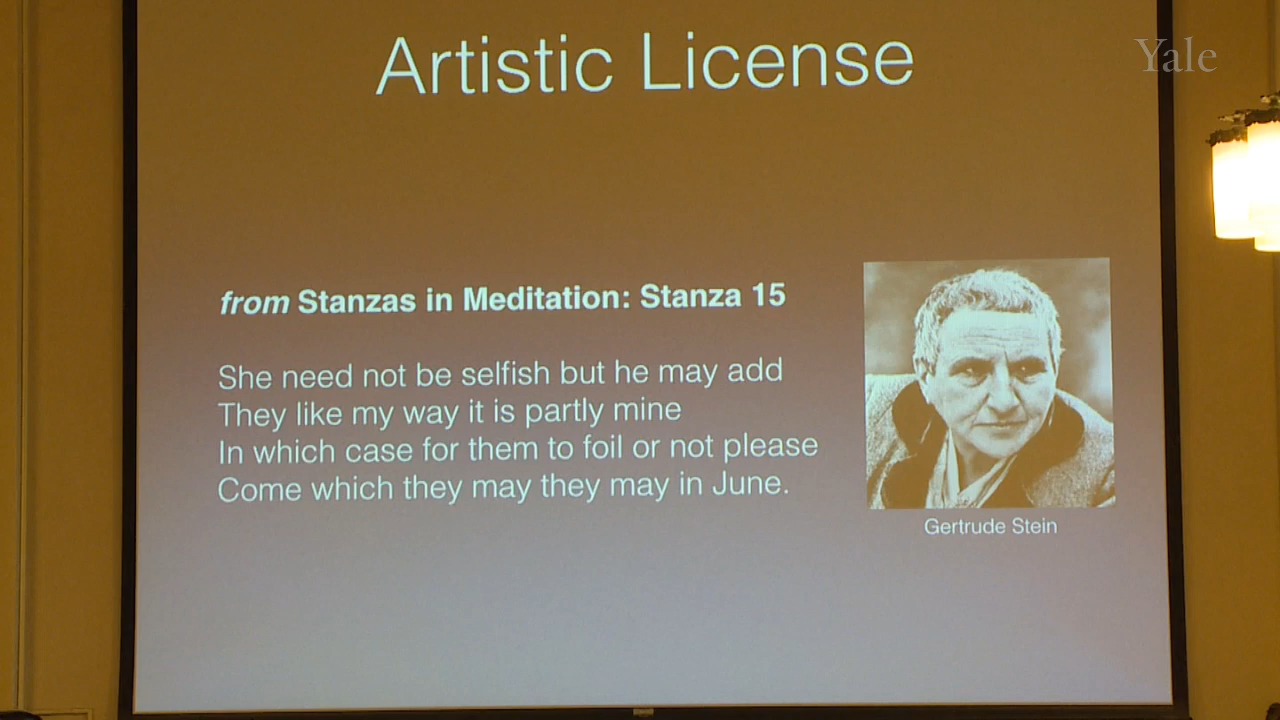 Artistic License
Yale
from Stanzas in Meditation: Stanza 15
She need not be selfish but he may add
They like my way it is partly mine
In which case for them to foil or not please
Come which they may they may in June.
Gertrude Stein